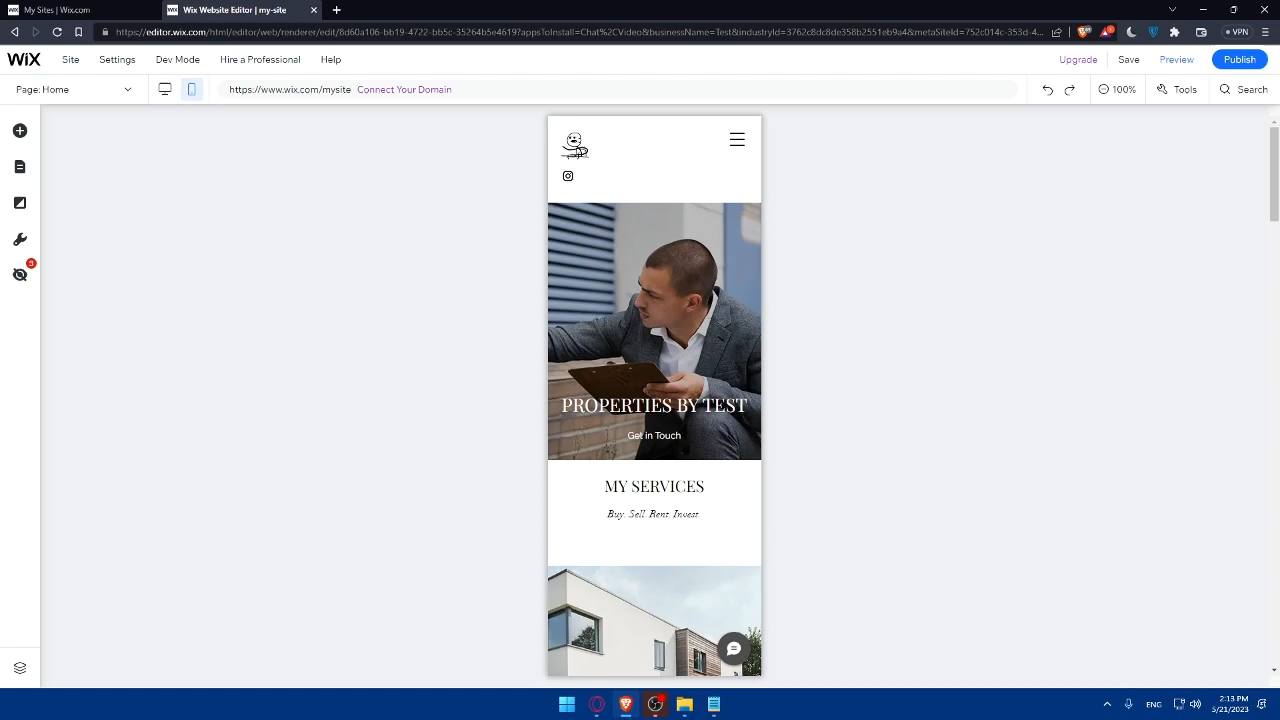 My Sites | Wix.com
Wix Website Editor | my-site
https://editor.wix.com/html/editor/web/renderer/edit/8d60a106-bb19-4722-bb5c-35264b5e4619?appsToInstall=Chat%2CVideo&businessName=Test&industryId=3762c8dc8de358b2551eb9a4&metaSiteId=752c014c-353d-4...
VPN
WiX
Site
Settings
Dev Mode
Hire a Professional
Help
Upgrade
Save
Preview
Publish
Page: Home
https://www.wix.com/mysite
Connect Your Domain
100%
Tools
Search
3
PROPERTIES BY TEST
Get in Touch
MY SERVICES
Buy. Sell. Rent. Invest.
ENG
2:13 PM
5/21/2023